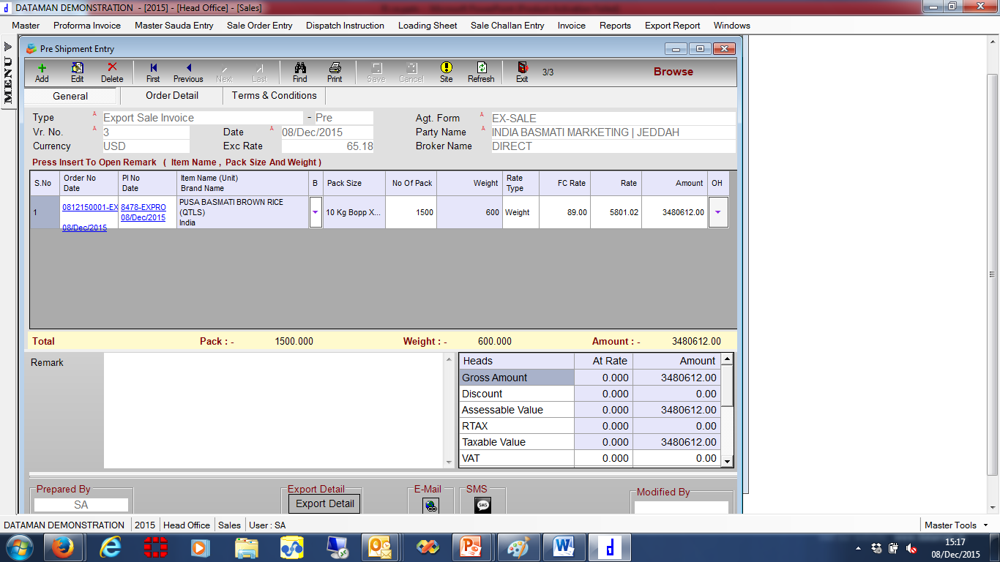 DATAMAN DEMONSTRATION - [2015] - [Head Office] - [Sales]
Master Proforma Invoice Master Sauda Entry Sale Order Entry Dispatch Instruction Loading Sheet Sale Challan Entry Invoice Reports Export Report Windows
MENU
Pre Shipment Entry
Add Edit Delete First Previous Next Last Find Print Save Cancel Site Refresh Exit 3/3 Browse
General Order Detail Terms & Conditions
Type Export Sale Invoice - Pre Agt. Form EX-SALE
Vr. No. 3 Date 08/Dec/2015 Party Name INDIA BASMATI MARKETING | JEDDAH
Currency USD Exc Rate 65.18 Broker Name DIRECT
Press Insert To Open Remark ( Item Name , Pack Size And Weight )
S.No Order No Date PI No Date Item Name (Unit) Brand Name B Pack Size No Of Pack Weight Rate Type FC Rate Rate Amount OH
1 0812150001-EX 08/Dec/2015 8478-EXPRO 08/Dec/2015 PUSA BASMATI BROWN RICE (QTLS) India 10 Kg Bopp X... 1500 600 Weight 89.00 5801.02 3480612.00
Total Pack : - 1500.000 Weight : - 600.000 Amount : - 3480612.00
Remark
Heads At Rate Amount
Gross Amount 0.000 3480612.00
Discount 0.000 0.00
Assessable Value 0.000 3480612.00
RTAX 0.000 0.00
Taxable Value 0.000 3480612.00
VAT 0.000 0.00
Prepared By Export Detail E-Mail SMS Modified By
SA Export Detail SMS
DATAMAN DEMONSTRATION 2015 Head Office Sales User : SA Master Tools
15:17
08/Dec/2015